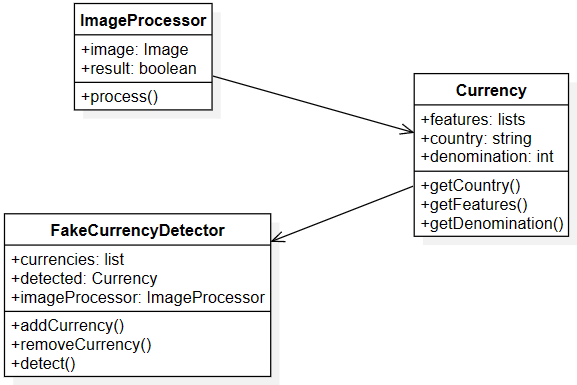 ImageProcessor
+image: Image
+result: boolean
+process()
Currency
+features: lists
+country: string
+denomination: int
+getCountry()
+getFeatures()
+getDenomination()
FakeCurrencyDetector
+currencies: list
+detected: Currency
+imageProcessor: ImageProcessor
+addCurrency()
+removeCurrency()
+detect()